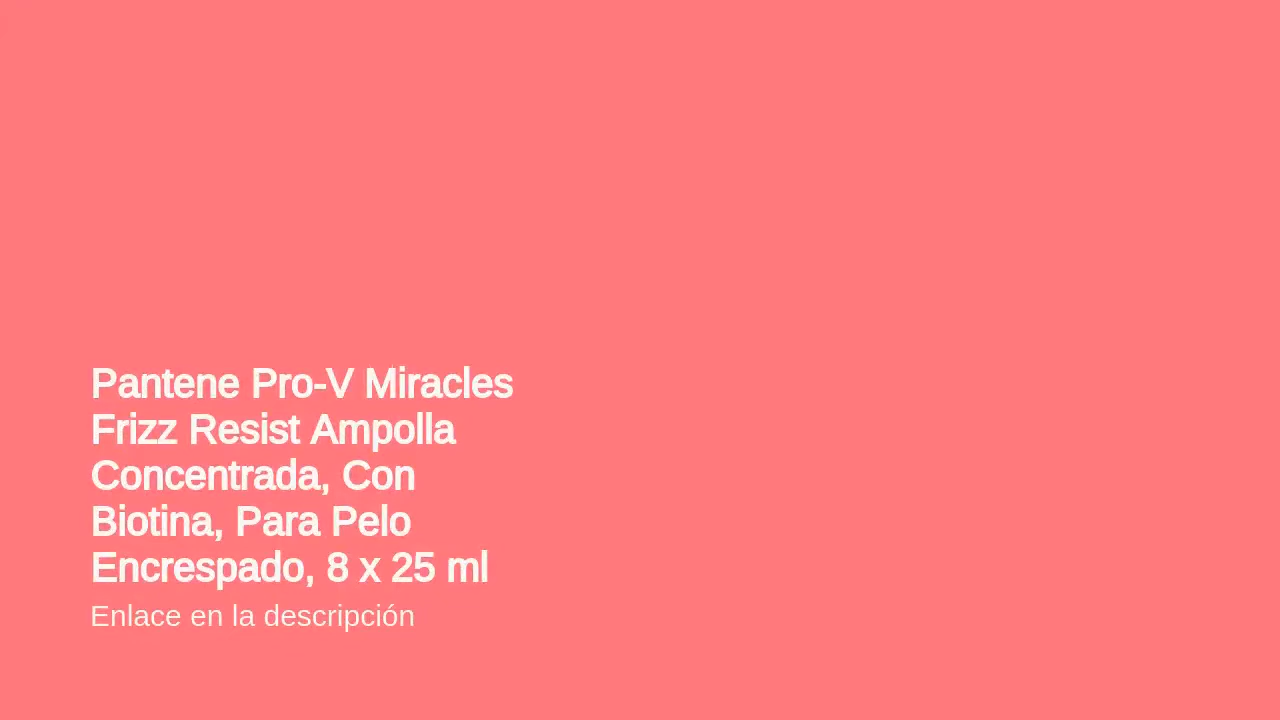 Pantene Pro-V Miracles
Frizz Resist Ampolla
Concentrada, Con
Biotina, Para Pelo
Encrespado, 8 x 25 ml
Enlace en la descripción